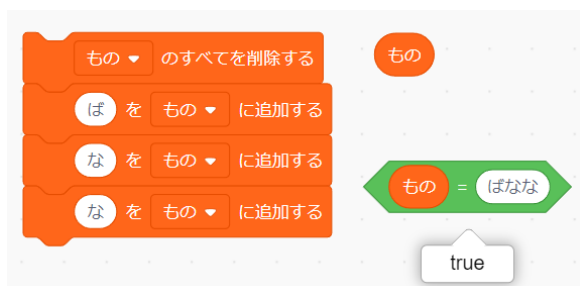 もの のすべてを削除する
ば を もの に追加する
な を もの に追加する
な を もの に追加する
もの
もの = ばなな
true